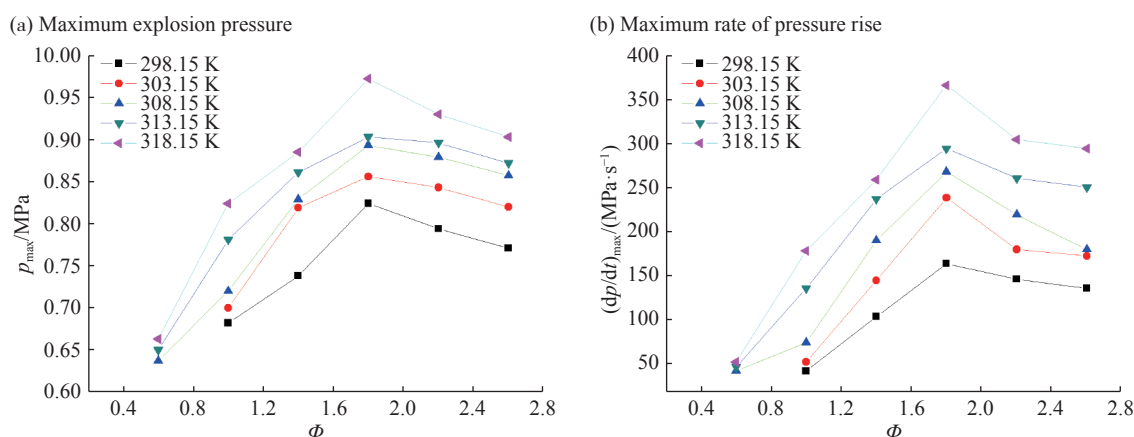 (a) Maximum explosion pressure
10.00
298.15 K
303.15 K
308.15 K
313.15 K
318.15 K
0.95
0.90
0.85
0.80
0.75
0.70
0.65
0.60
p_max/MPa
0.4 0.8 1.2 1.6 2.0 2.4 2.8
Φ
(b) Maximum rate of pressure rise
400
298.15 K
303.15 K
308.15 K
313.15 K
318.15 K
350
300
250
200
150
100
50
(dp/dt)_max/(MPa·s⁻¹)
0.4 0.8 1.2 1.6 2.0 2.4 2.8
Φ